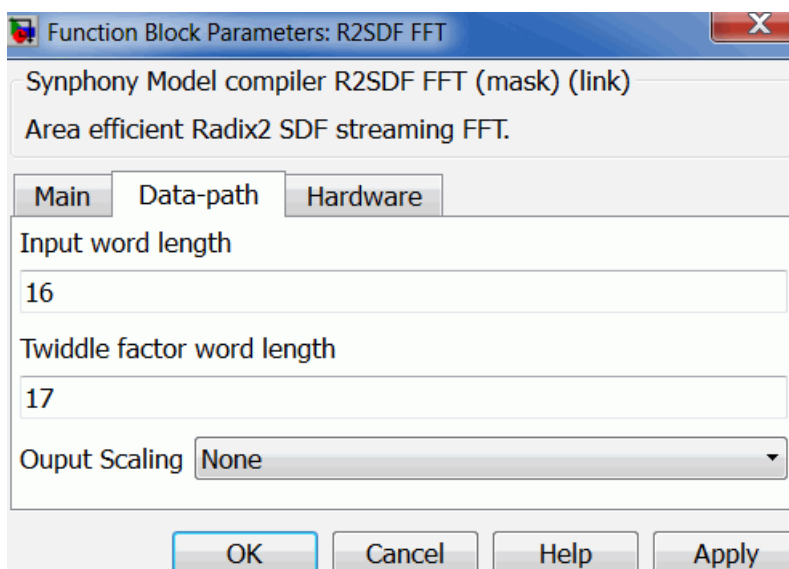 Function Block Parameters: R2SDF FFT
Synphony Model compiler R2SDF FFT (mask) (link)
Area efficient Radix2 SDF streaming FFT.
Main Data-path Hardware
Input word length
16
Twiddle factor word length
17
Ouput Scaling None
OK Cancel Help Apply